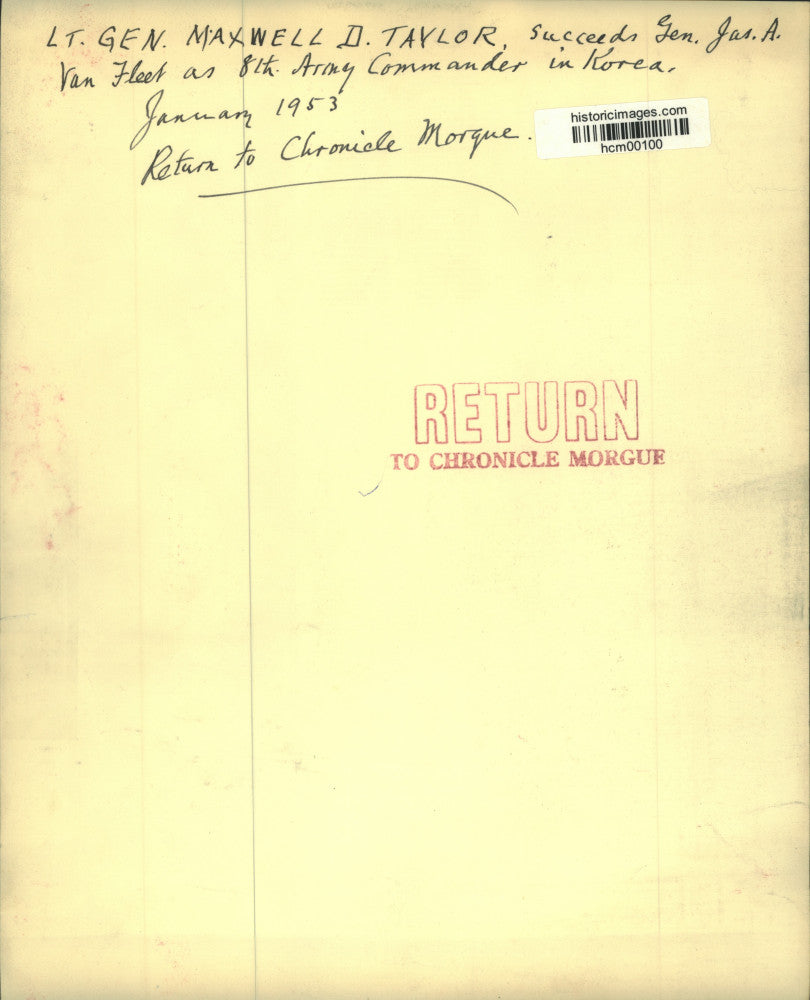 LT. GEN. MAXWELL D. TAYLOR, succeeds Gen. Jas. A.
Van Fleet as 8th. Army Commander in Korea.
January 1953
Return to Chronicle Morgue.
historicimages.com
hcm00100
RETURN
TO CHRONICLE MORGUE